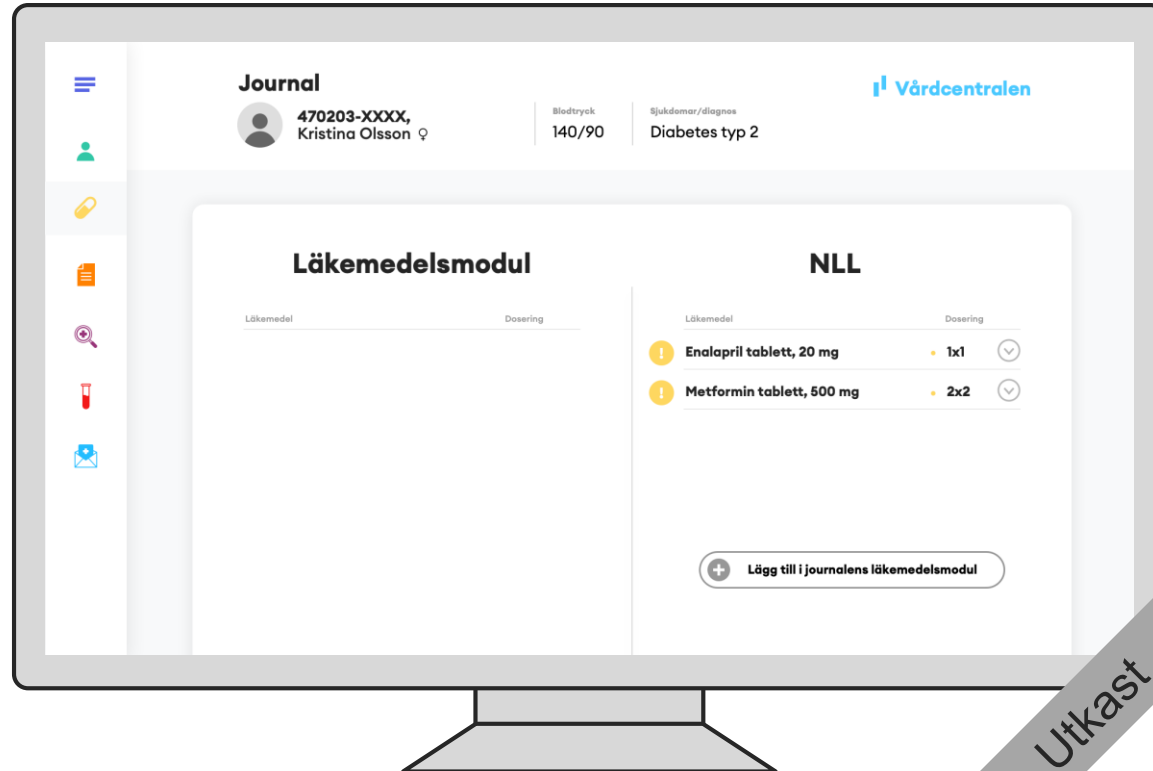 Journal
470203-XXXX,
Kristina Olsson ♀
Blodtryck
140/90
Sjukdomar/diagnos
Diabetes typ 2
Vårdcentralen
Läkemedelsmodul
Läkemedel Dosering
NLL
Läkemedel Dosering
! Enalapril tablett, 20 mg • 1x1
! Metformin tablett, 500 mg • 2x2
Lägg till i journalens läkemedelsmodul
Utkast